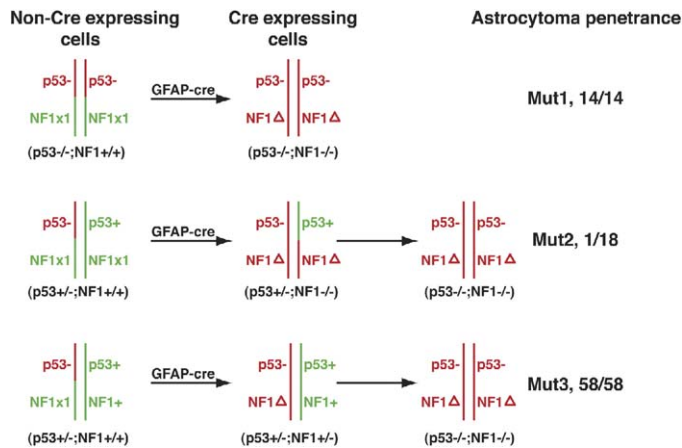 Non-Cre expressing cells
Cre expressing cells
Astrocytoma penetrance
p53- p53- GFAP-cre p53- p53-
NF1x1 NF1x1 NF1Δ NF1Δ Mut1, 14/14
(p53-/-;NF1+/+) (p53-/-;NF1-/-)
p53- p53+ GFAP-cre p53- p53+ p53- p53-
NF1x1 NF1x1 NF1Δ NF1Δ NF1Δ NF1Δ Mut2, 1/18
(p53+/-;NF1+/+) (p53+/-;NF1-/-) (p53-/-;NF1-/-)
p53- p53+ GFAP-cre p53- p53+ p53- p53-
NF1x1 NF1+ NF1Δ NF1+ NF1Δ NF1Δ Mut3, 58/58
(p53+/-;NF1+/+) (p53+/-;NF1+/-) (p53-/-;NF1-/-)